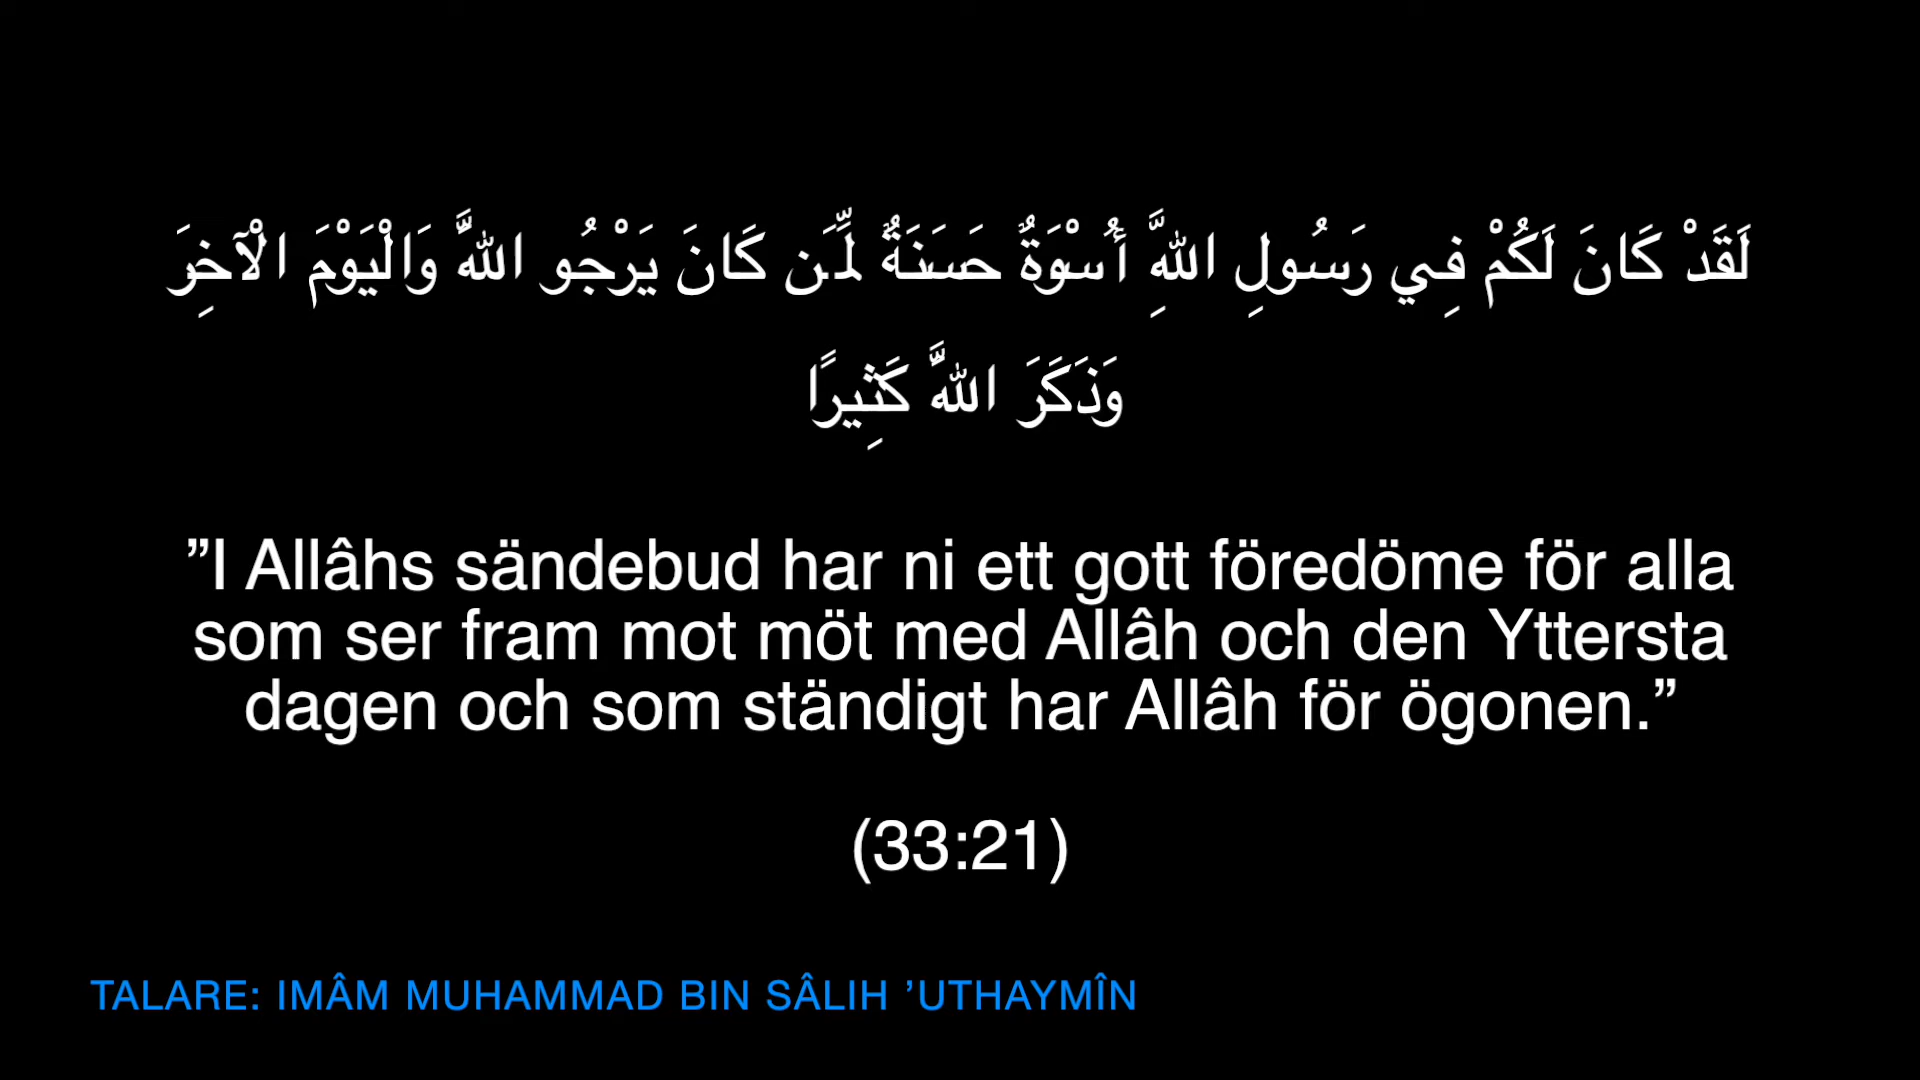 لَقَدْ كَانَ لَكُمْ فِي رَسُولِ اللَّهِ أُسْوَةٌ حَسَنَةٌ لِّمَن كَانَ يَرْجُو اللَّهَ وَالْيَوْمَ الْآخِرَ
وَذَكَرَ اللَّهَ كَثِيرًا
”I Allâhs sändebud har ni ett gott föredöme för alla
som ser fram mot möt med Allâh och den Yttersta
dagen och som ständigt har Allâh för ögonen.”
(33:21)
TALARE: IMÂM MUHAMMAD BIN SÂLIH ’UTHAYMÎN